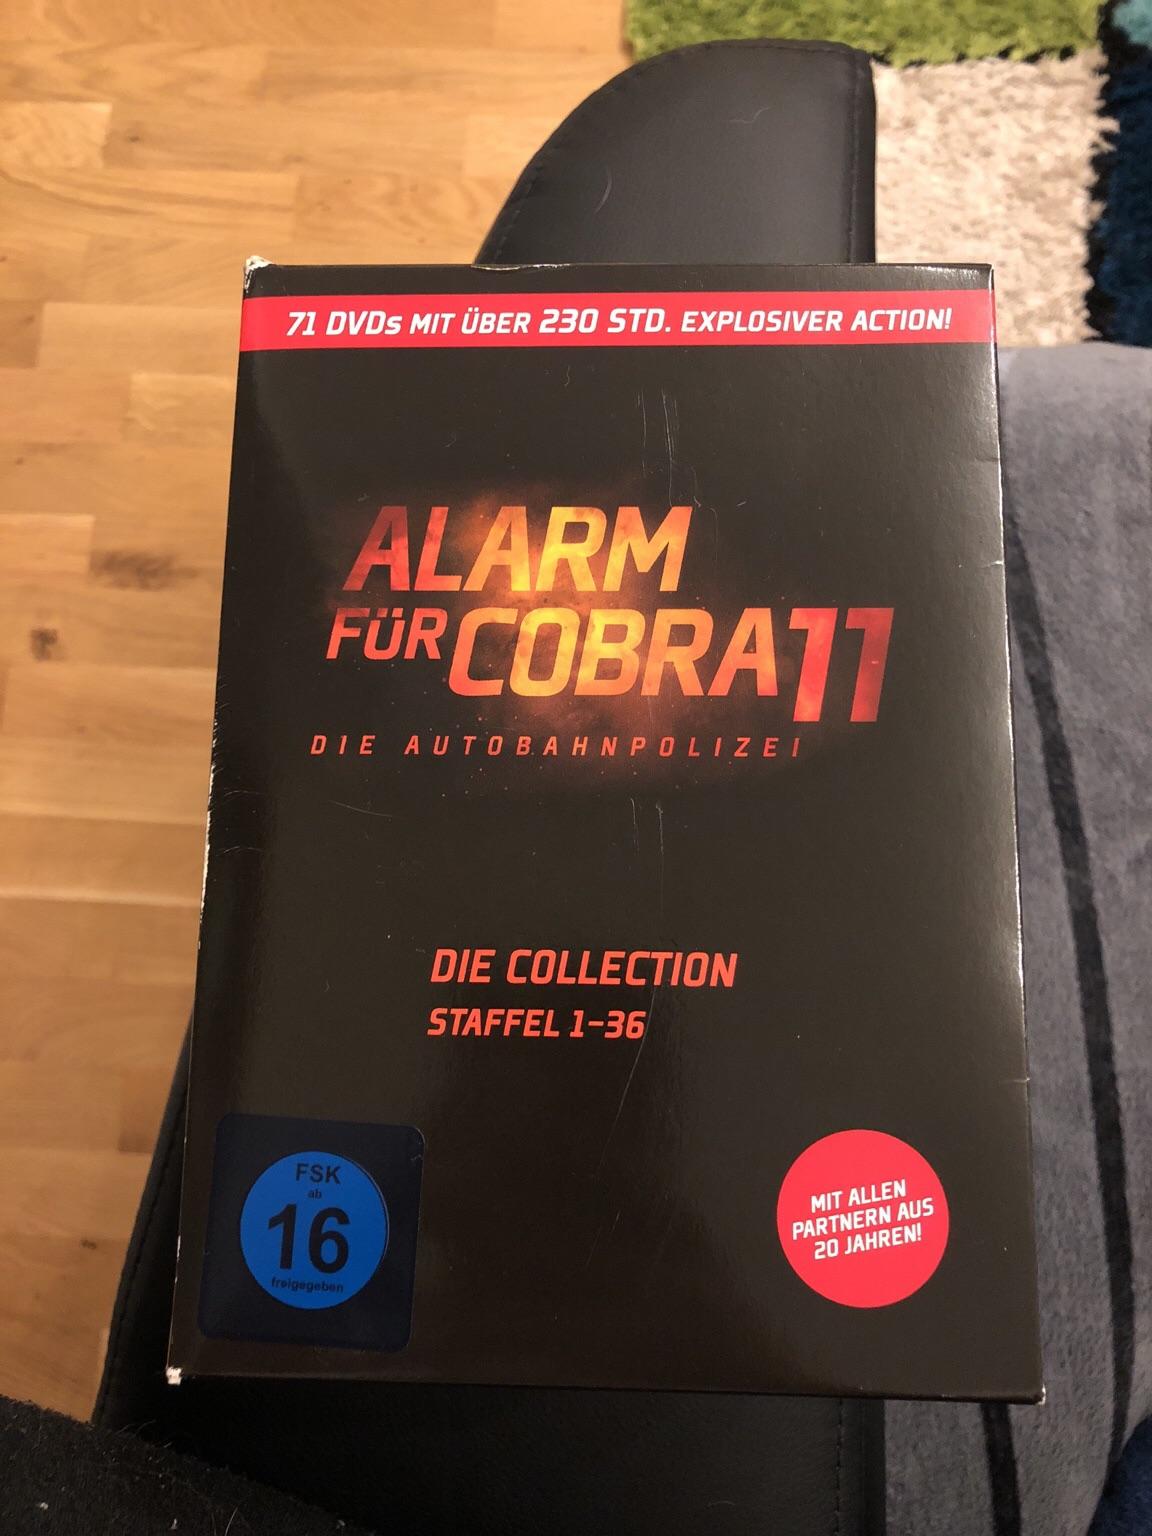 71 DVDs MIT ÜBER 230 STD. EXPLOSIVER ACTION!
ALARM
FÜR COBRA 11
DIE AUTOBAHNPOLIZEI
DIE COLLECTION
STAFFEL 1-36
FSK
ab
16
freigegeben
MIT ALLEN
PARTNERN AUS
20 JAHREN!